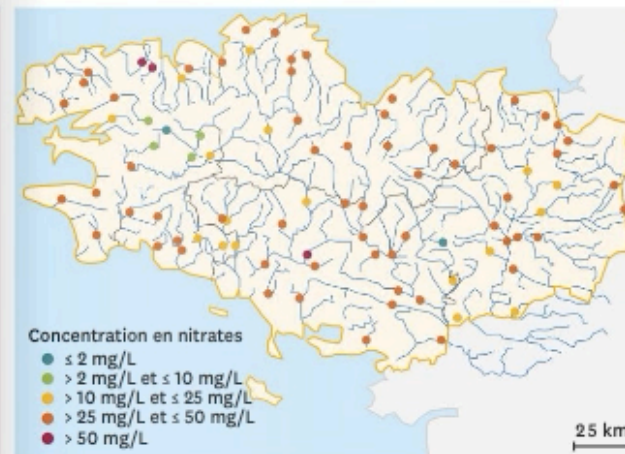 Concentration en nitrates
≤ 2 mg/L
> 2 mg/L et ≤ 10 mg/L
> 10 mg/L et ≤ 25 mg/L
> 25 mg/L et ≤ 50 mg/L
> 50 mg/L
25 km